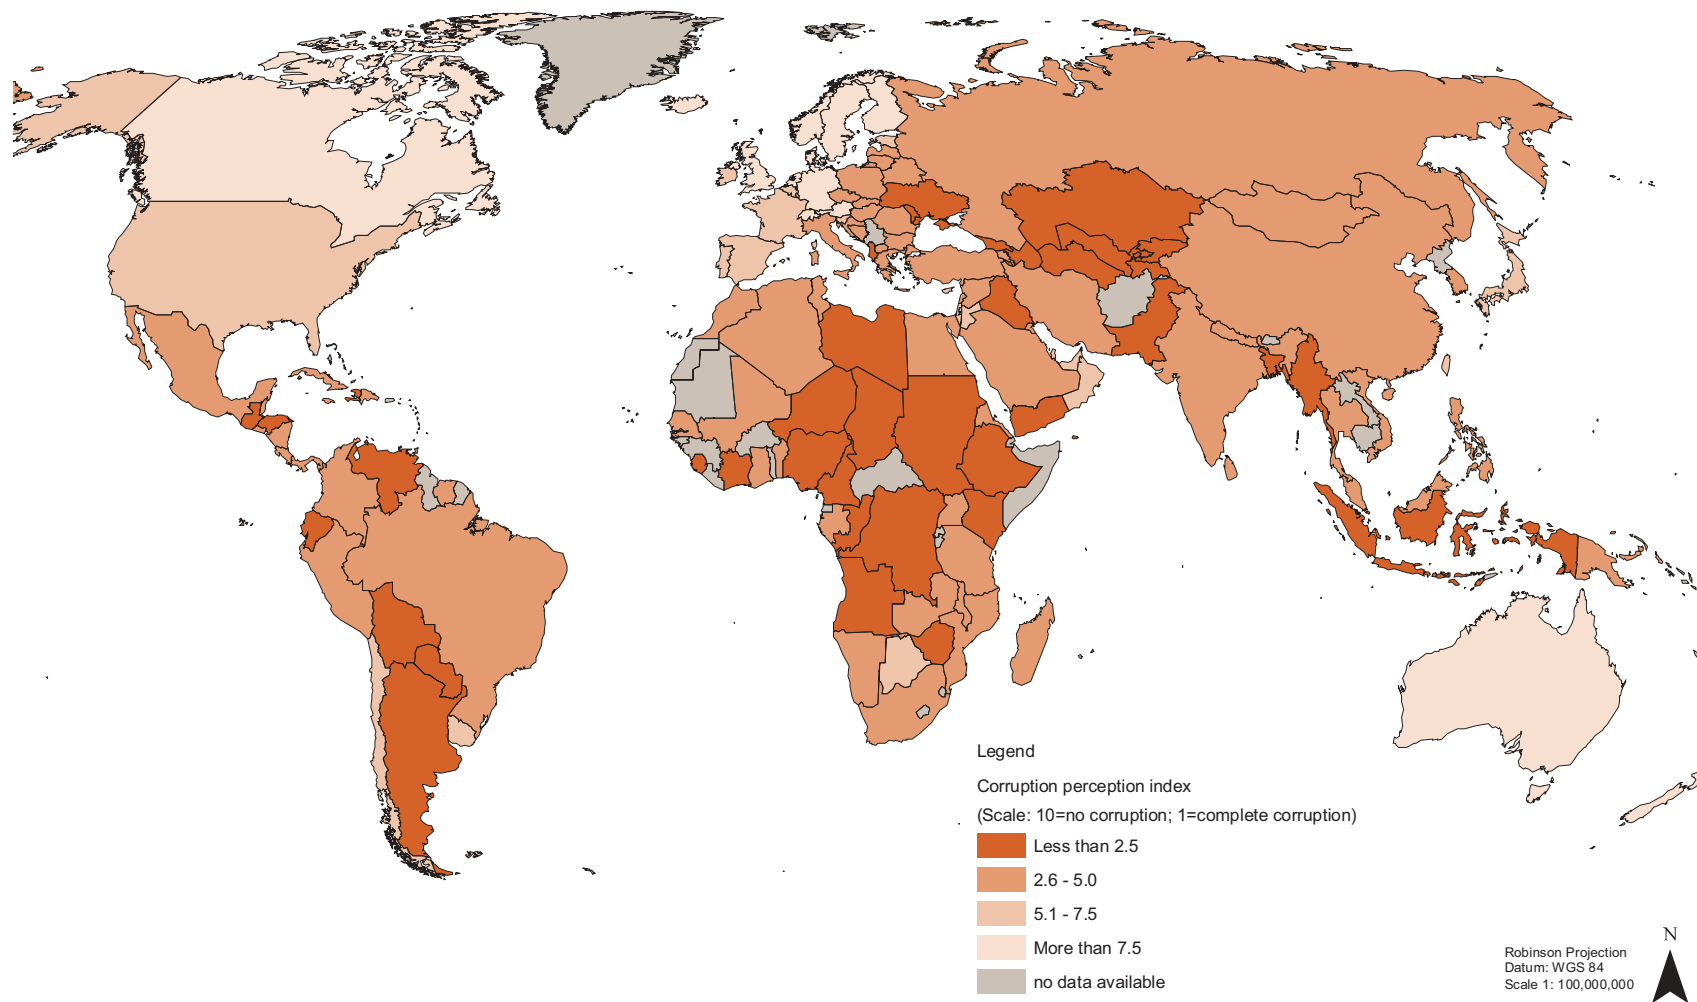 Legend
Corruption perception index
(Scale: 10=no corruption; 1=complete corruption)
Less than 2.5
2.6 - 5.0
5.1 - 7.5
More than 7.5
no data available
N
Robinson Projection
Datum: WGS 84
Scale 1: 100,000,000